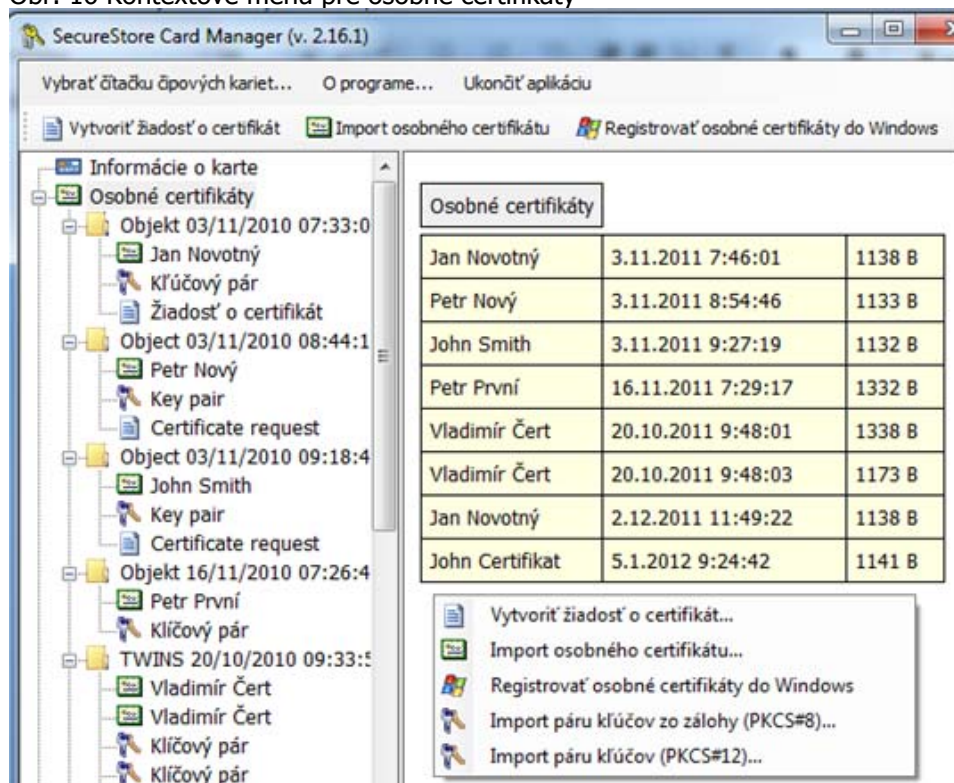 Obr. 16 Kontextové menu pre osobné certifikáty
SecureStore Card Manager (v. 2.16.1)
Vybrať čítačku čipových kariet... O programe... Ukončiť aplikáciu
Vytvoriť žiadosť o certifikát Import osobného certifikátu Registrovať osobné certifikáty do Windows
Informácie o karte
Osobné certifikáty
Objekt 03/11/2010 07:33:0
Jan Novotný
Kľúčový pár
Žiadosť o certifikát
Object 03/11/2010 08:44:1
Petr Nový
Key pair
Certificate request
Object 03/11/2010 09:18:4
John Smith
Key pair
Certificate request
Objekt 16/11/2010 07:26:4
Petr První
Klíčový pár
TWINS 20/10/2010 09:33:5
Vladimír Čert
Vladimír Čert
Klíčový pár
Klíčový pár
Osobné certifikáty
Jan Novotný 3.11.2011 7:46:01 1138 B
Petr Nový 3.11.2011 8:54:46 1133 B
John Smith 3.11.2011 9:27:19 1132 B
Petr První 16.11.2011 7:29:17 1332 B
Vladimír Čert 20.10.2011 9:48:01 1338 B
Vladimír Čert 20.10.2011 9:48:03 1173 B
Jan Novotný 2.12.2011 11:49:22 1138 B
John Certifikat 5.1.2012 9:24:42 1141 B
Vytvoriť žiadosť o certifikát...
Import osobného certifikátu...
Registrovať osobné certifikáty do Windows
Import páru kľúčov zo zálohy (PKCS#8)...
Import páru kľúčov (PKCS#12)...